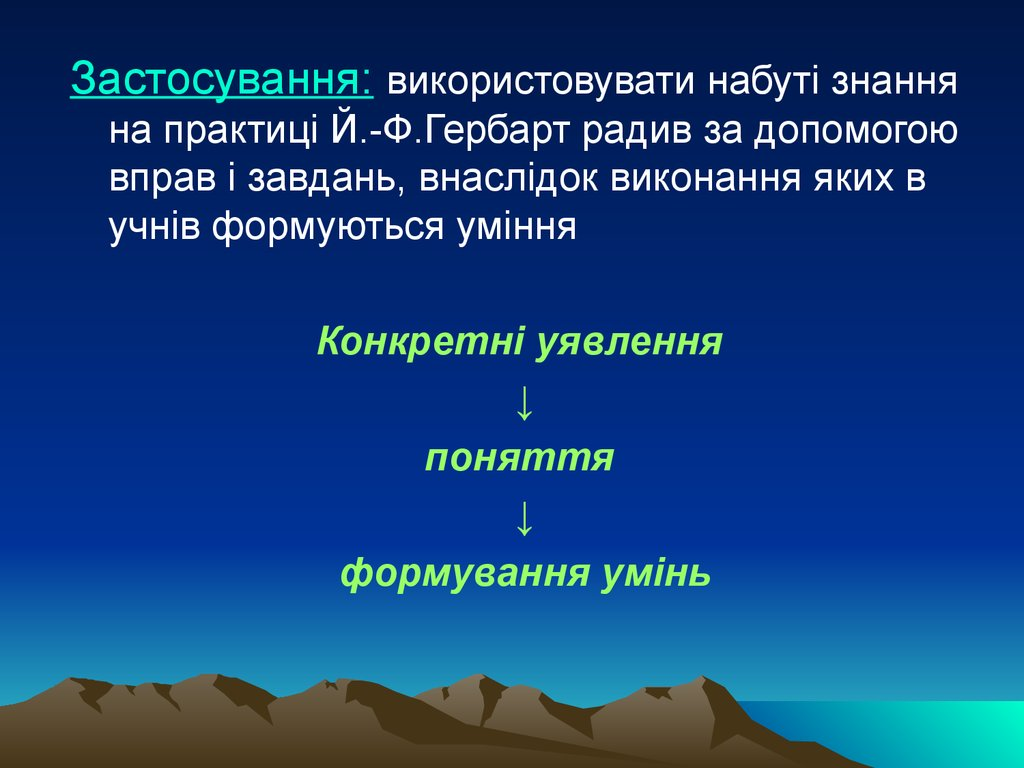 Застосування: використовувати набуті знання
на практиці Й.-Ф.Гербарт радив за допомогою
вправ і завдань, внаслідок виконання яких в
учнів формуються уміння
Конкретні уявлення
↓
поняття
↓
формування умінь